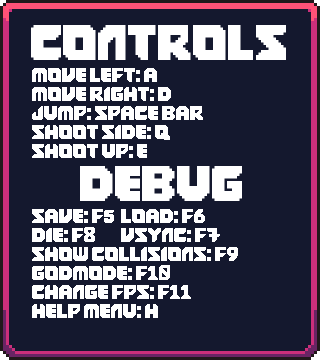 CONTROLS
MOVE LEFT: A
MOVE RIGHT: D
JUMP: SPACE BAR
SHOOT SIDE: Q
SHOOT UP: E
DEBUG
SAVE: F5 LOAD: F6
DIE: F8 VSYNC: F7
SHOW COLLISIONS: F9
GODMODE: F10
CHANGE FPS: F11
HELP MENU: H